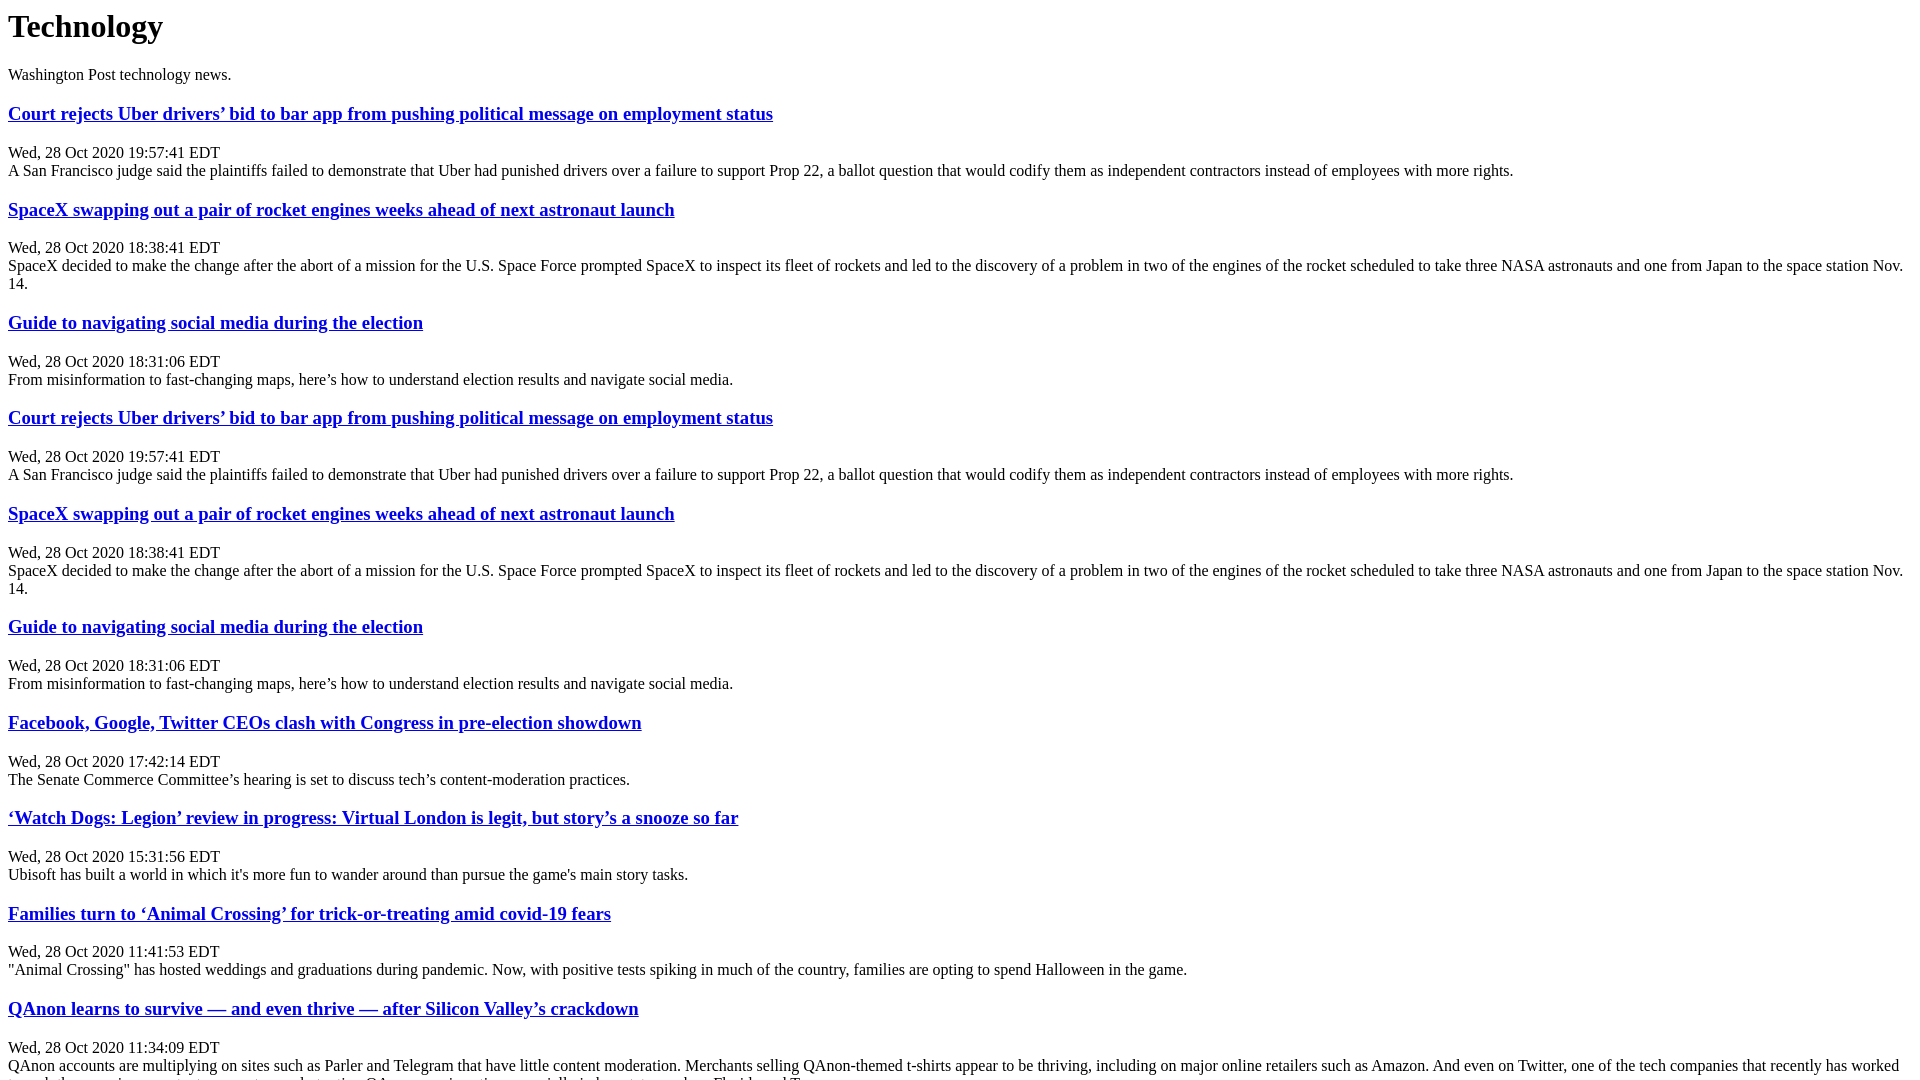 Technology
Washington Post technology news.
Court rejects Uber drivers’ bid to bar app from pushing political message on employment status
Wed, 28 Oct 2020 19:57:41 EDT
A San Francisco judge said the plaintiffs failed to demonstrate that Uber had punished drivers over a failure to support Prop 22, a ballot question that would codify them as independent contractors instead of employees with more rights.
SpaceX swapping out a pair of rocket engines weeks ahead of next astronaut launch
Wed, 28 Oct 2020 18:38:41 EDT
SpaceX decided to make the change after the abort of a mission for the U.S. Space Force prompted SpaceX to inspect its fleet of rockets and led to the discovery of a problem in two of the engines of the rocket scheduled to take three NASA astronauts and one from Japan to the space station Nov.
14.
Guide to navigating social media during the election
Wed, 28 Oct 2020 18:31:06 EDT
From misinformation to fast-changing maps, here’s how to understand election results and navigate social media.
Court rejects Uber drivers’ bid to bar app from pushing political message on employment status
Wed, 28 Oct 2020 19:57:41 EDT
A San Francisco judge said the plaintiffs failed to demonstrate that Uber had punished drivers over a failure to support Prop 22, a ballot question that would codify them as independent contractors instead of employees with more rights.
SpaceX swapping out a pair of rocket engines weeks ahead of next astronaut launch
Wed, 28 Oct 2020 18:38:41 EDT
SpaceX decided to make the change after the abort of a mission for the U.S. Space Force prompted SpaceX to inspect its fleet of rockets and led to the discovery of a problem in two of the engines of the rocket scheduled to take three NASA astronauts and one from Japan to the space station Nov.
14.
Guide to navigating social media during the election
Wed, 28 Oct 2020 18:31:06 EDT
From misinformation to fast-changing maps, here’s how to understand election results and navigate social media.
Facebook, Google, Twitter CEOs clash with Congress in pre-election showdown
Wed, 28 Oct 2020 17:42:14 EDT
The Senate Commerce Committee’s hearing is set to discuss tech’s content-moderation practices.
‘Watch Dogs: Legion’ review in progress: Virtual London is legit, but story’s a snooze so far
Wed, 28 Oct 2020 15:31:56 EDT
Ubisoft has built a world in which it's more fun to wander around than pursue the game's main story tasks.
Families turn to ‘Animal Crossing’ for trick-or-treating amid covid-19 fears
Wed, 28 Oct 2020 11:41:53 EDT
"Animal Crossing" has hosted weddings and graduations during pandemic. Now, with positive tests spiking in much of the country, families are opting to spend Halloween in the game.
QAnon learns to survive — and even thrive — after Silicon Valley’s crackdown
Wed, 28 Oct 2020 11:34:09 EDT
QAnon accounts are multiplying on sites such as Parler and Telegram that have little content moderation. Merchants selling QAnon-themed t-shirts appear to be thriving, including on major online retailers such as Amazon. And even on Twitter, one of the tech companies that recently has worked